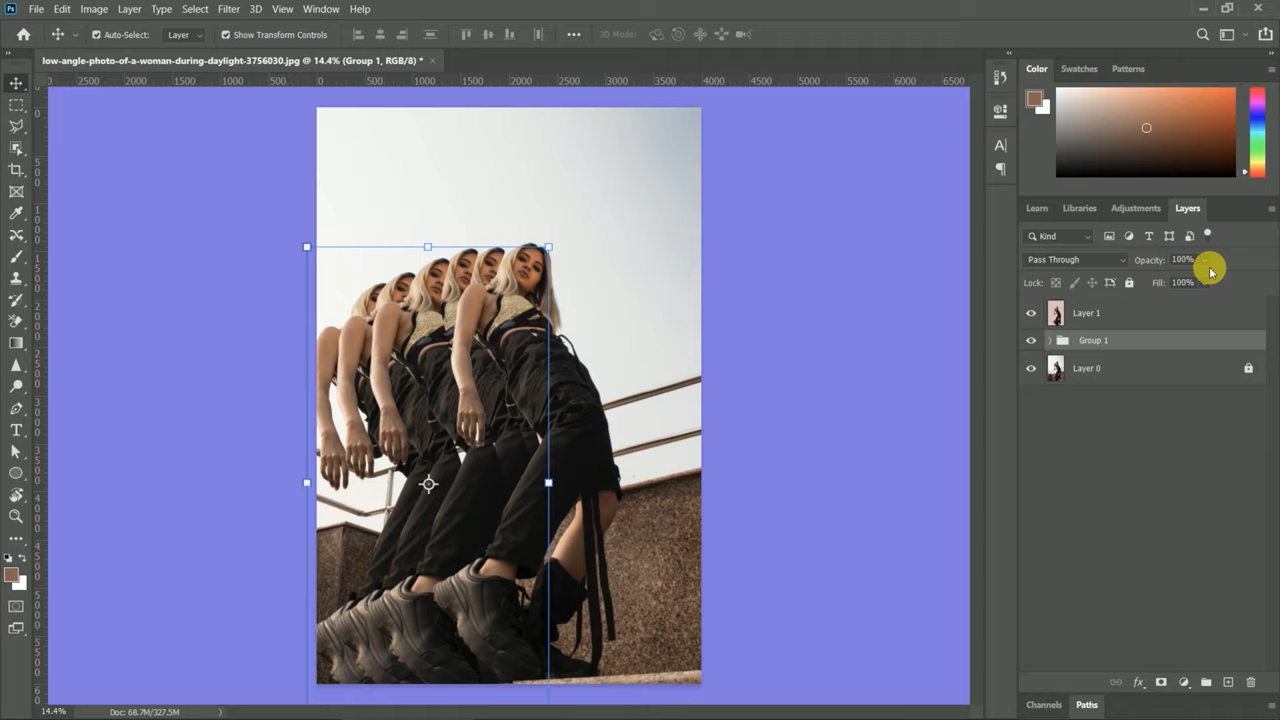 Ps File Edit Image Layer Type Select Filter 3D View Window Help
Auto-Select: Layer Show Transform Controls 3D Mode:
low-angle-photo-of-a-woman-during-daylight-3756030.jpg @ 14.4% (Group 1, RGB/8) *
2500 2000 1500 1000 500 0 500 1000 1500 2000 2500 3000 3500 4000 4500 5000 5500 6000 6500
Color Swatches Patterns
Learn Libraries Adjustments Layers
Kind
Pass Through Opacity: 100%
Lock: Fill: 100%
Layer 1
Group 1
Layer 0
Channels Paths
14.4% Doc: 68.7M/327.5M